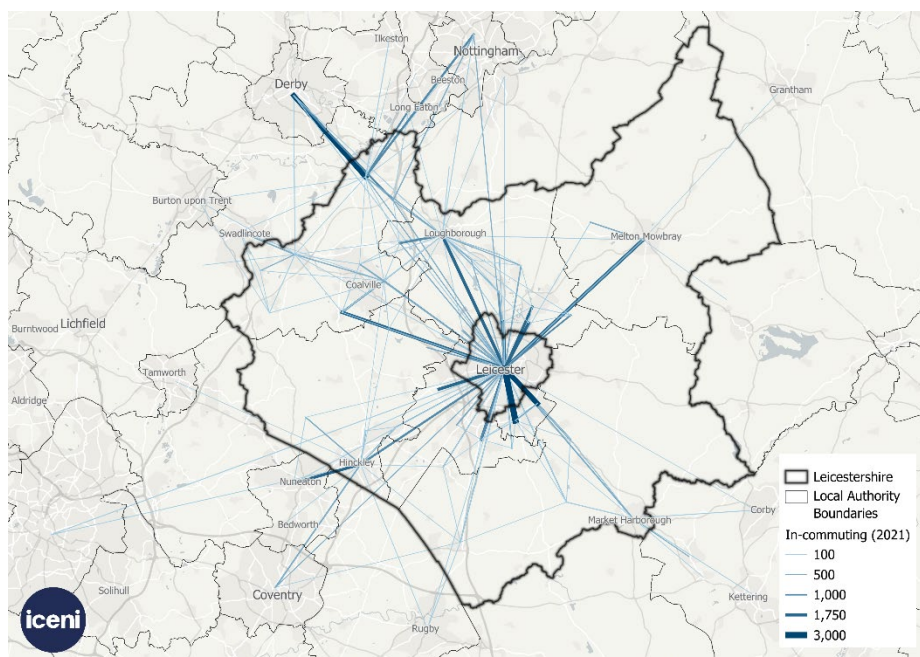 Ilkeston
Nottingham
Beeston
Derby
Long Eaton
Grantham
Burton upon Trent
Swadlincote
Loughborough
Melton Mowbray
Coalville
Burntwood
Lichfield
Tamworth
Leicester
Aldridge
Hinckley
Nuneaton
Bedworth
Market Harborough
Corby
Solihull
Coventry
Kettering
Rugby
iceni
Leicestershire
Local Authority
Boundaries
In-commuting (2021)
100
500
1,000
1,750
3,000